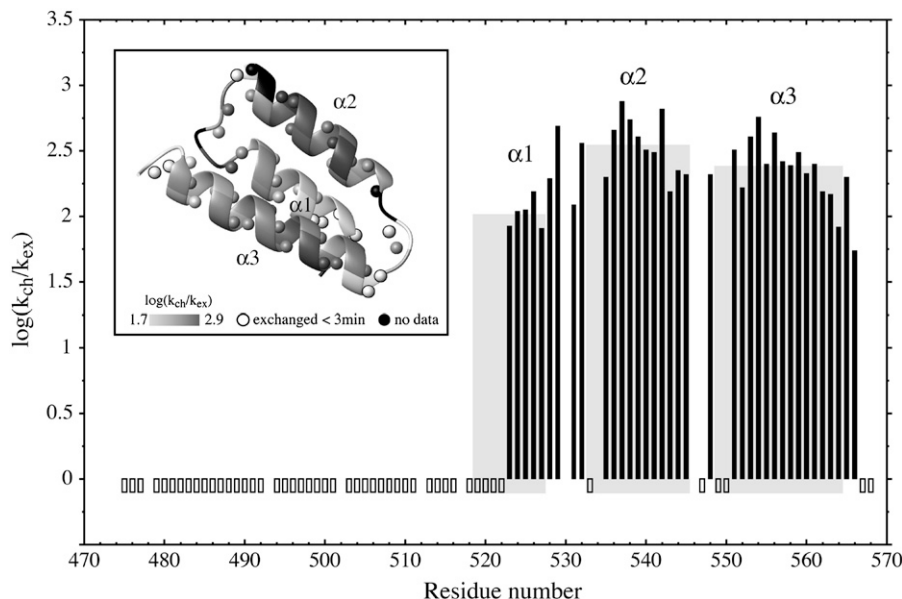 3.5
3
2.5
2
1.5
1
0.5
0
log(kch/kex)
470 480 490 500 510 520 530 540 550 560 570
Residue number
α1
α2
α3
α2
α1
α3
log(kch/kex)
1.7 2.9 exchanged < 3min no data